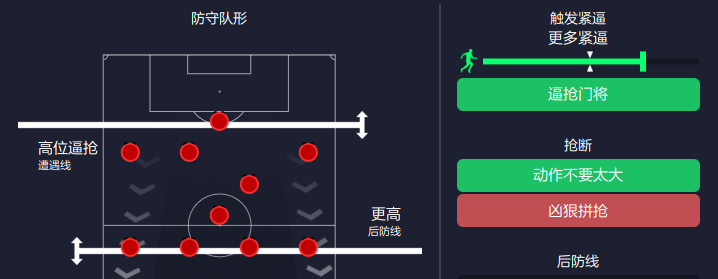 防守队形
高位逼抢
遭遇线
更高
后防线
触发紧逼
更多紧逼
逼抢门将
抢断
动作不要太大
凶狠拼抢
后防线